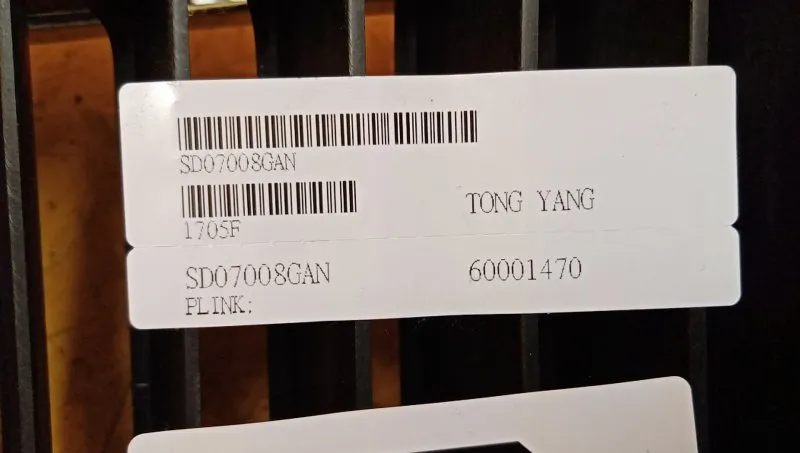 SD07008GAN
1705F
TONG YANG
SD07008GAN
60001470
PLINK: